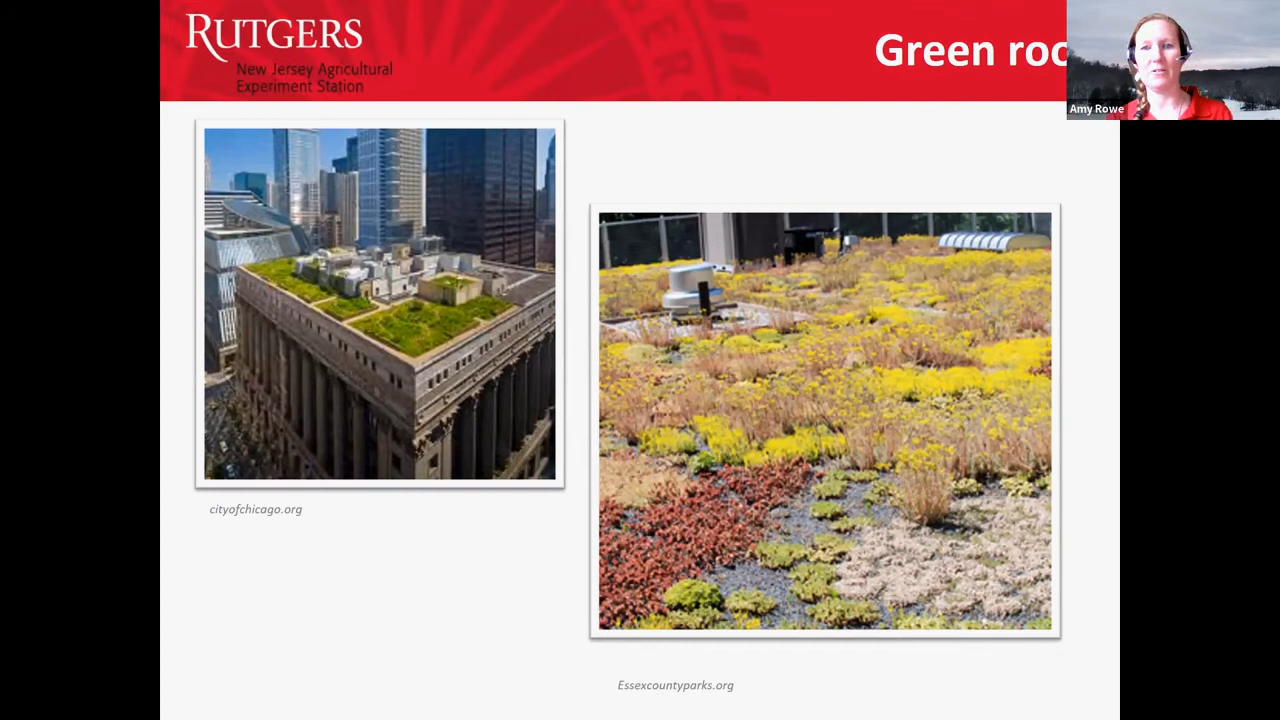 RUTGERS
New Jersey Agricultural
Experiment Station
Green roo
Amy Rowe
cityofchicago.org
Essexcountyparks.org